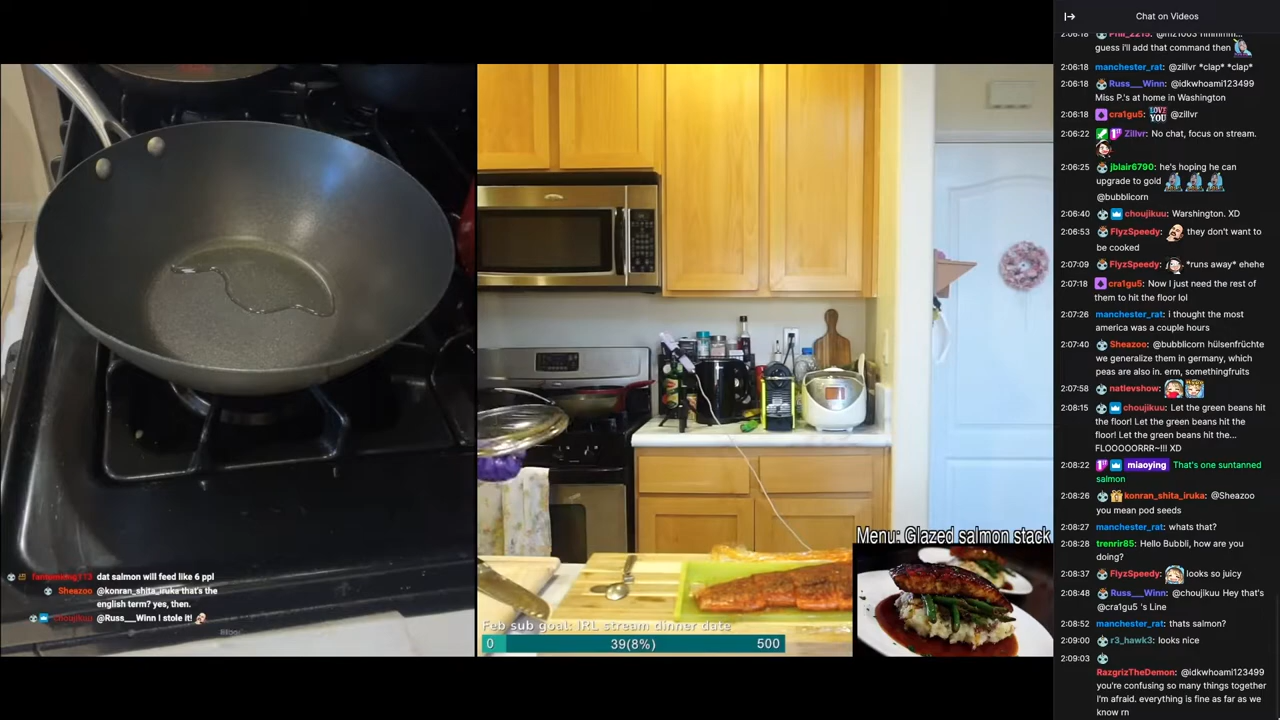 Chat on Videos
2:06:18
guess i'll add that command then
2:06:18 manchester_rat: @zillvr *clap* *clap*
2:06:18 Russ___Winn: @idkwhoami123499
Miss P.'s at home in Washington
2:06:18 cra1gu5: LOVE YOU @zillvr
2:06:22 Zillvr: No chat, focus on stream.
2:06:25 jblair6790: he's hoping he can
upgrade to gold
@bubblicorn
2:06:40 choujikuu: Warshington. XD
2:06:53 FlyzSpeedy: they don't want to
be cooked
2:07:09 FlyzSpeedy: *runs away* ehehe
2:07:18 cra1gu5: Now I just need the rest of
them to hit the floor lol
2:07:26 manchester_rat: i thought the most
america was a couple hours
2:07:40 Sheazoo: @bubblicorn hülsenfrüchte
we generalize them in germany, which
peas are also in. erm, somethingfruits
2:07:58 natlevshow:
2:08:15 choujikuu: Let the green beans hit
the floor! Let the green beans hit the
floor! Let the green beans hit the...
FLOOOOORRR~!!! XD
2:08:22 miaoying That's one suntanned
salmon
2:08:26 konran_shita_iruka: @Sheazoo
you mean pod seeds
2:08:27 manchester_rat: whats that?
2:08:28 trenrir85: Hello Bubbli, how are you
doing?
2:08:37 FlyzSpeedy: looks so juicy
2:08:48 Russ___Winn: @choujikuu Hey that's
@cra1gu5 's Line
2:08:52 manchester_rat: thats salmon?
2:09:00 r3_hawk3: looks nice
2:09:03
RazgrizTheDemon: @idkwhoami123499
you're confusing so many things together
I'm afraid. everything is fine as far as we
know rn
dat salmon will feed like 6 ppl
Sheazoo @konran_shita_iruka that's the
english term? yes, then.
choujikuu @Russ___Winn I stole it!
Menu: Glazed salmon stack
Feb sub goal: IRL stream dinner date
0 39(8%) 500